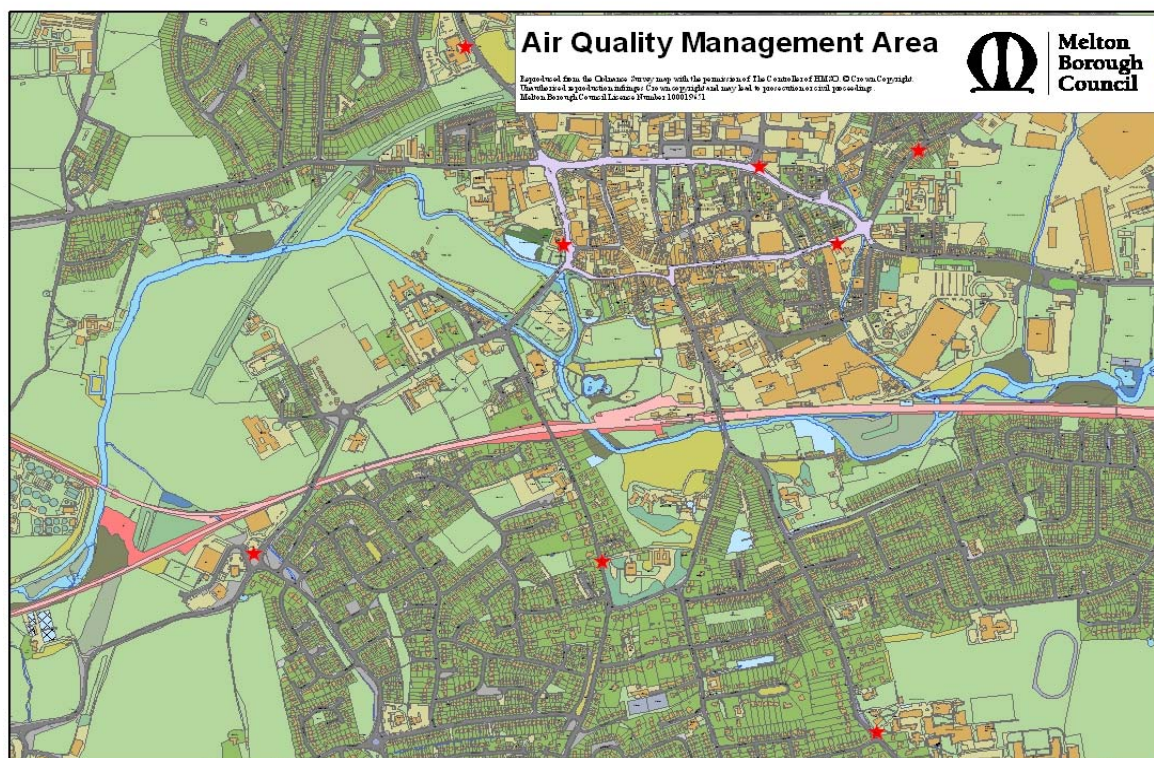 Air Quality Management Area
Reproduced from the Ordnance Survey map with the permission of The Controller of HMSO. © Crown Copyright.
Unauthorised reproduction infringes Crown copyright and may lead to prosecution or civil proceedings.
Melton Borough Council Licence Number 100019651
Melton
Borough
Council